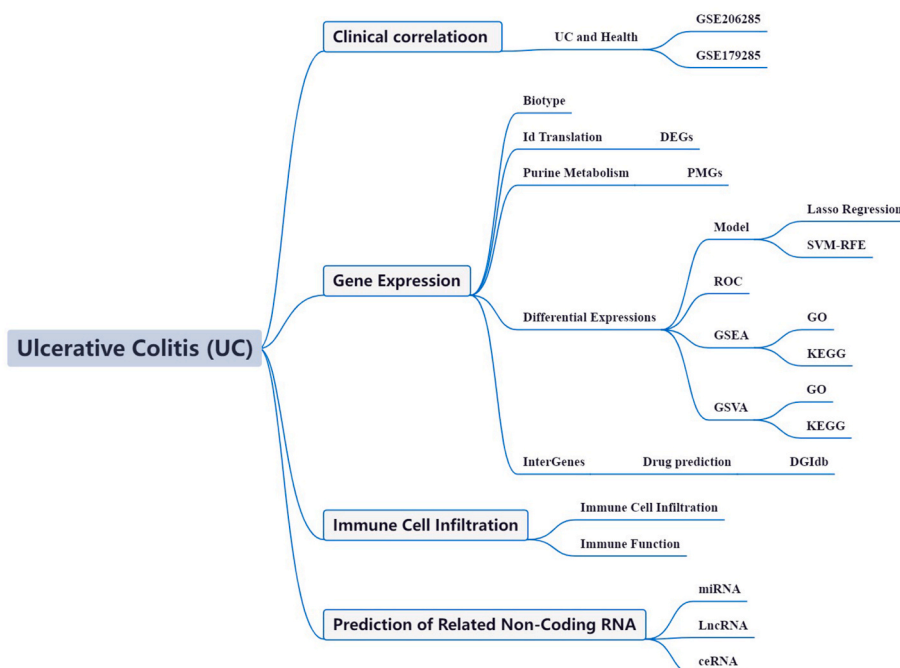 Ulcerative Colitis (UC)
Clinical correlatioon
UC and Health
GSE206285
GSE179285
Gene Expression
Biotype
Id Translation
DEGs
Purine Metabolism
PMGs
Differential Expressions
Model
Lasso Regression
SVM-RFE
ROC
GSEA
GO
KEGG
GSVA
GO
KEGG
InterGenes
Drug prediction
DGIdb
Immune Cell Infiltration
Immune Cell Infiltration
Immune Function
Prediction of Related Non-Coding RNA
miRNA
LncRNA
ceRNA